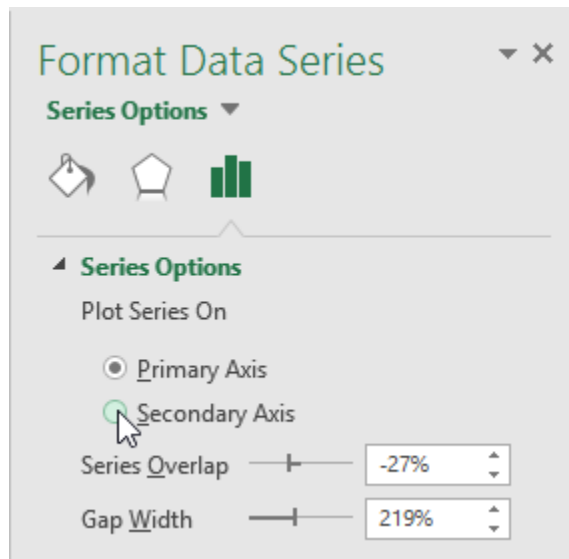 Format Data Series
Series Options
Series Options
Plot Series On
Primary Axis
Secondary Axis
Series Overlap -27%
Gap Width 219%